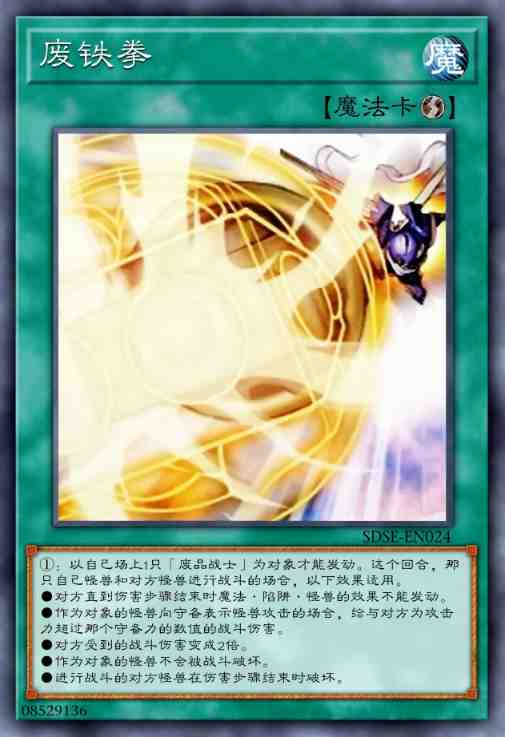 废铁拳
魔
【魔法卡】
SDSE-EN024
①：以自己场上1只「废品战士」为对象才能发动。这个回合，那
只自己怪兽和对方怪兽进行战斗的场合，以下效果适用。
●对方直到伤害步骤结束时魔法·陷阱·怪兽的效果不能发动。
●作为对象的怪兽向守备表示怪兽攻击的场合，给与对方为攻击
力超过那个守备力的数值的战斗伤害。
●对方受到的战斗伤害变成2倍。
●作为对象的怪兽不会被战斗破坏。
●进行战斗的对方怪兽在伤害步骤结束时破坏。
08529136